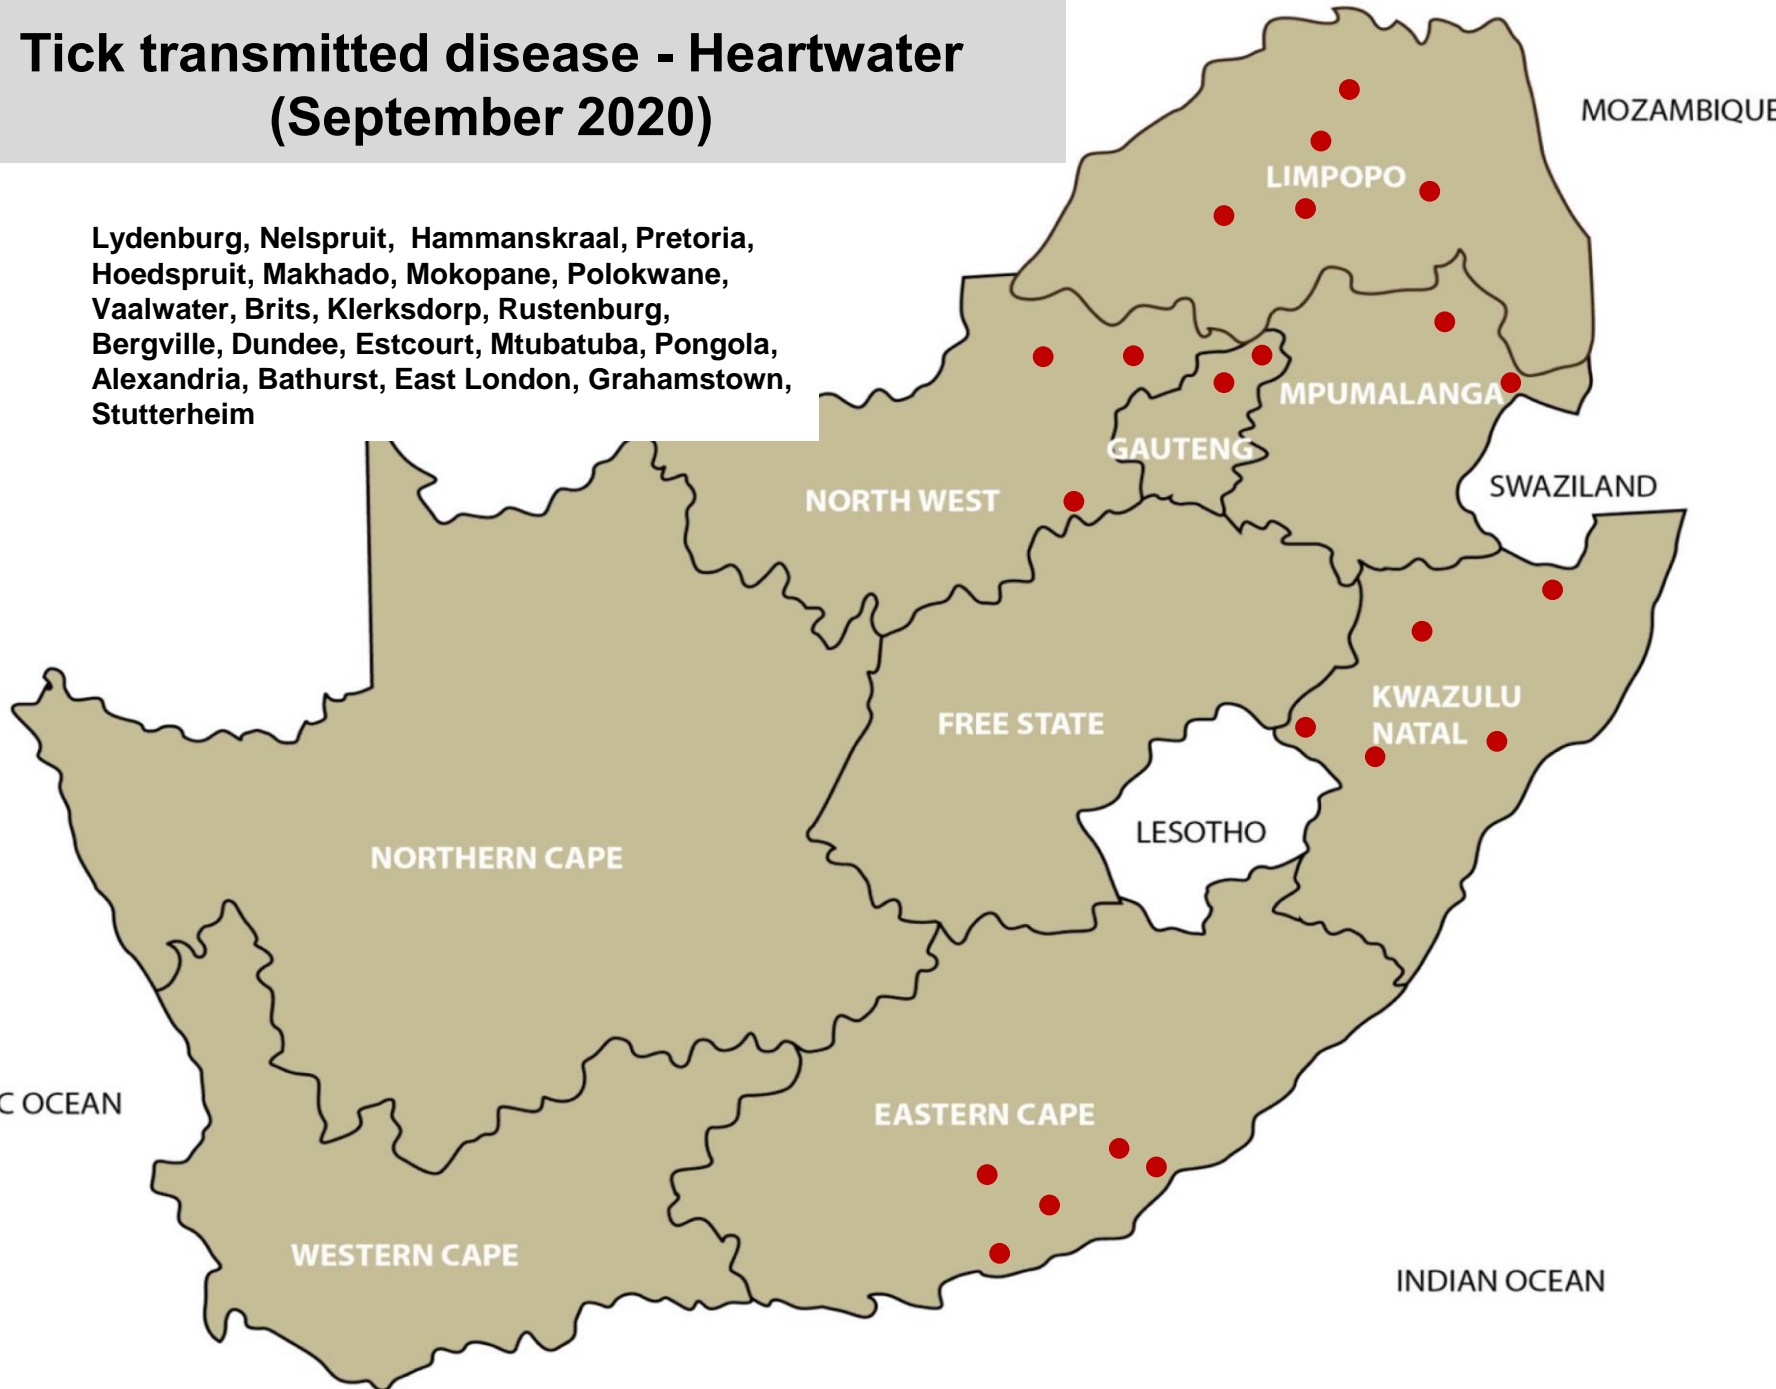 Tick transmitted disease - Heartwater
(September 2020)
MOZAMBIQUE
LIMPOPO
Lydenburg, Nelspruit, Hammanskraal, Pretoria,
Hoedspruit, Makhado, Mokopane, Polokwane,
Vaalwater, Brits, Klerksdorp, Rustenburg,
Bergville, Dundee, Estcourt, Mtubatuba, Pongola,
Alexandria, Bathurst, East London, Grahamstown,
Stutterheim
MPUMALANGA
GAUTENG
NORTH WEST
SWAZILAND
KWAZULU
NATAL
FREE STATE
LESOTHO
NORTHERN CAPE
C OCEAN
EASTERN CAPE
WESTERN CAPE
INDIAN OCEAN